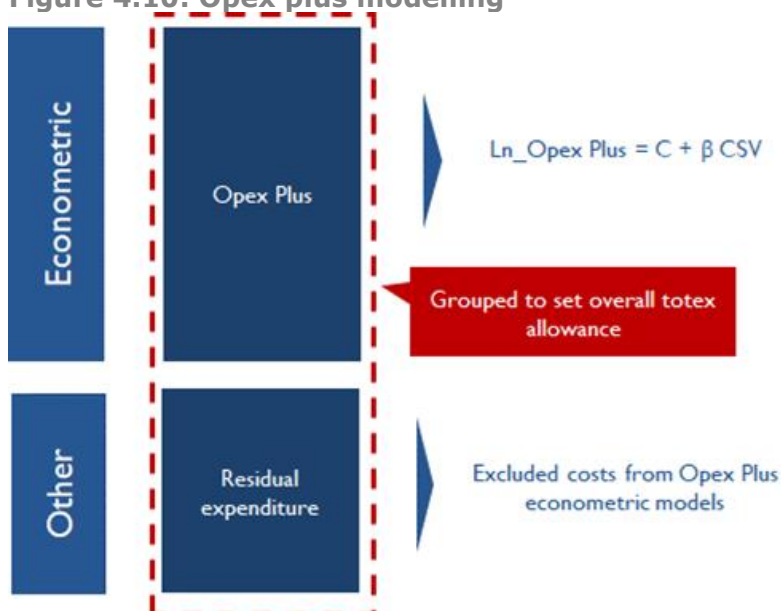 Figure 4.10: Opex plus modelling
Econometric
Opex Plus
Ln_Opex Plus = C + β CSV
Grouped to set overall totex
allowance
Other
Residual
expenditure
Excluded costs from Opex Plus
econometric models